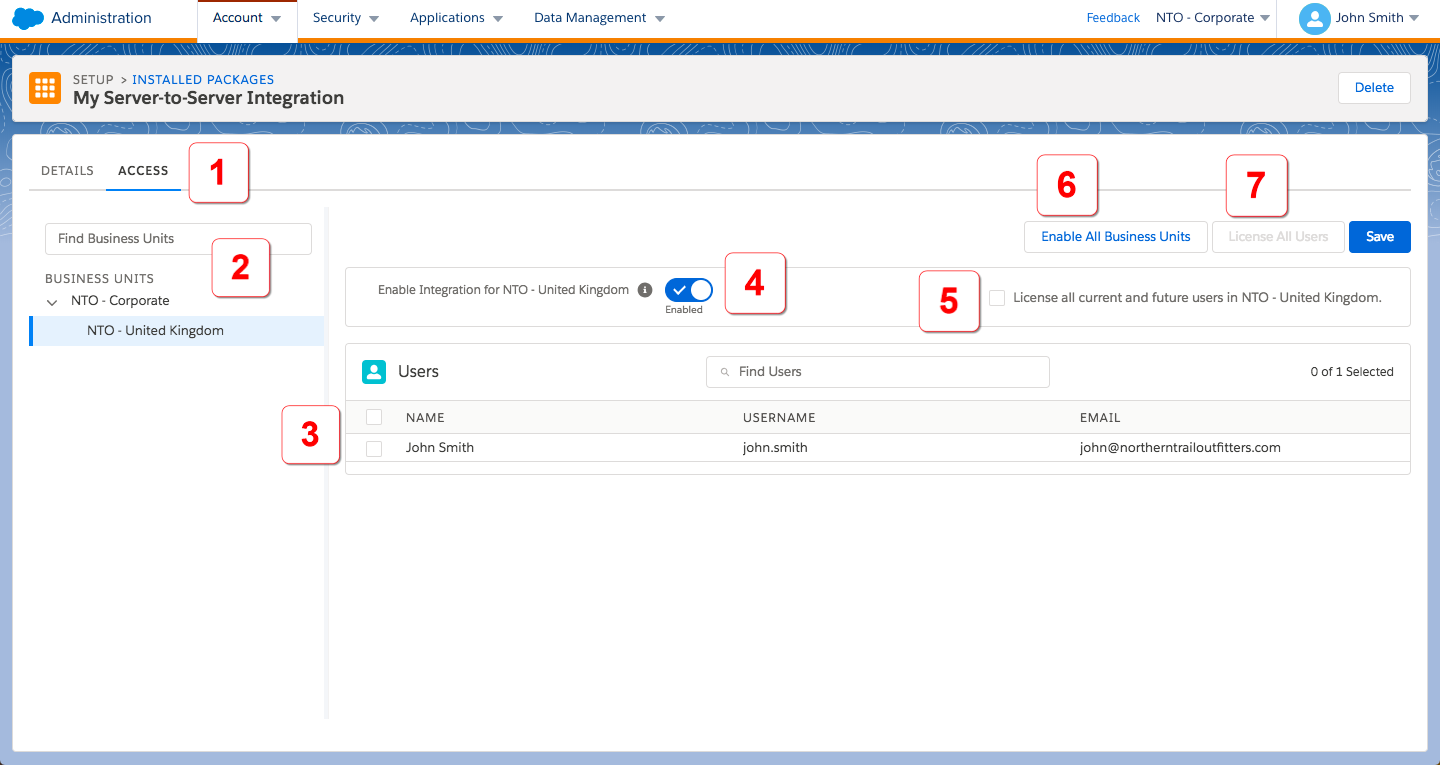 Administration Account Security Applications Data Management Feedback NTO - Corporate John Smith
SETUP > INSTALLED PACKAGES
My Server-to-Server Integration
Delete
DETAILS ACCESS 1
6 7
Find Business Units
Enable All Business Units License All Users Save
2
BUSINESS UNITS
NTO - Corporate
NTO - United Kingdom
Enable Integration for NTO - United Kingdom i
Enabled
4
5 License all current and future users in NTO - United Kingdom.
Users Find Users 0 of 1 Selected
3
NAME USERNAME EMAIL
John Smith john.smith john@northerntrailoutfitters.com